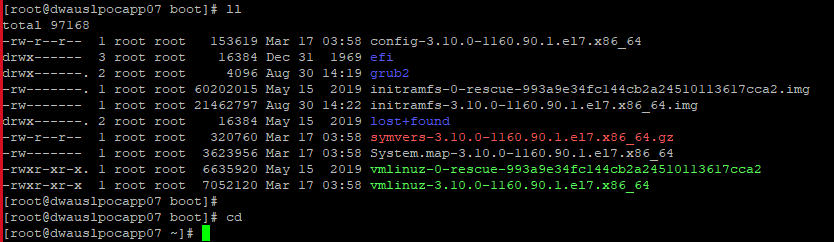 [root@dwauslpocapp07 boot]# ll
total 97168
-rw-r--r--  1 root root   153619 Mar 17 03:58 config-3.10.0-1160.90.1.el7.x86_64
drwx------  3 root root    16384 Dec 31  1969 efi
drwx------. 2 root root     4096 Aug 30 14:19 grub2
-rw-------. 1 root root 60202015 May 15  2019 initramfs-0-rescue-993a9e34fc144cb2a24510113617cca2.img
-rw-------  1 root root 21462797 Aug 30 14:22 initramfs-3.10.0-1160.90.1.el7.x86_64.img
drwx------. 2 root root    16384 May 15  2019 lost+found
-rw-r--r--  1 root root   320760 Mar 17 03:58 symvers-3.10.0-1160.90.1.el7.x86_64.gz
-rw-------  1 root root  3623956 Mar 17 03:58 System.map-3.10.0-1160.90.1.el7.x86_64
-rwxr-xr-x. 1 root root  6635920 May 15  2019 vmlinuz-0-rescue-993a9e34fc144cb2a24510113617cca2
-rwxr-xr-x  1 root root  7052120 Mar 17 03:58 vmlinuz-3.10.0-1160.90.1.el7.x86_64
[root@dwauslpocapp07 boot]#
[root@dwauslpocapp07 boot]# cd
[root@dwauslpocapp07 ~]#